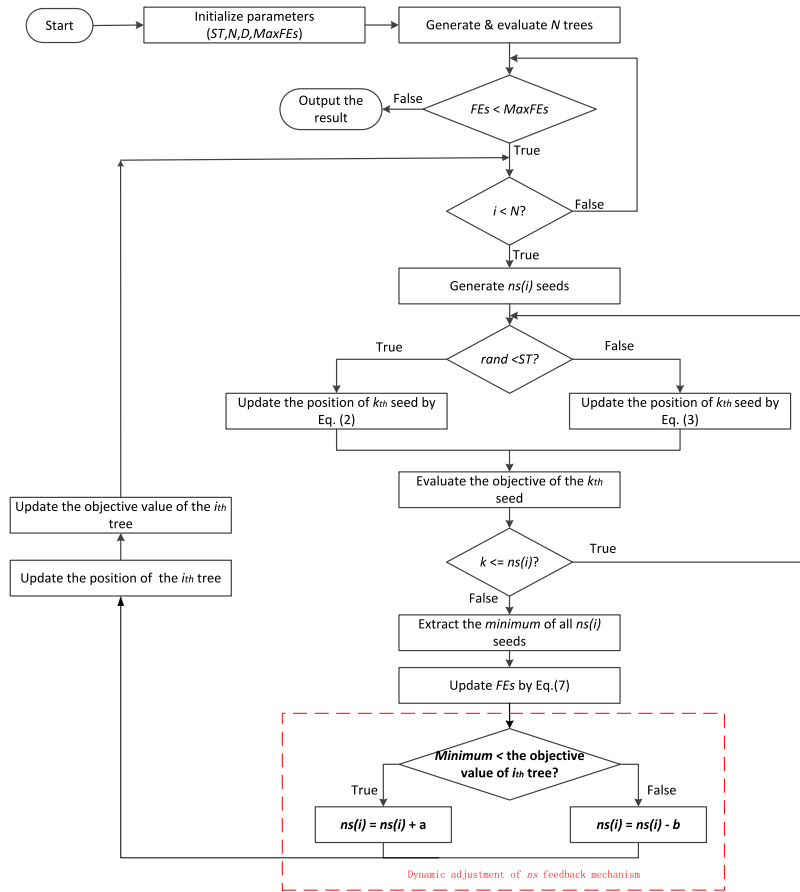 Start
Initialize parameters
(ST,N,D,MaxFEs)
Generate & evaluate N trees
FEs < MaxFEs
False
Output the
result
True
i < N?
False
True
Generate ns(i) seeds
rand <ST?
True
False
Update the position of kth seed by
Eq. (2)
Update the position of kth seed by
Eq. (3)
Evaluate the objective of the kth
seed
k <= ns(i)?
True
False
Extract the minimum of all ns(i)
seeds
Update FEs by Eq.(7)
Minimum < the objective
value of ith tree?
True
False
ns(i) = ns(i) + a
ns(i) = ns(i) - b
Dynamic adjustment of ns feedback mechanism
Update the position of the ith tree
Update the objective value of the ith
tree